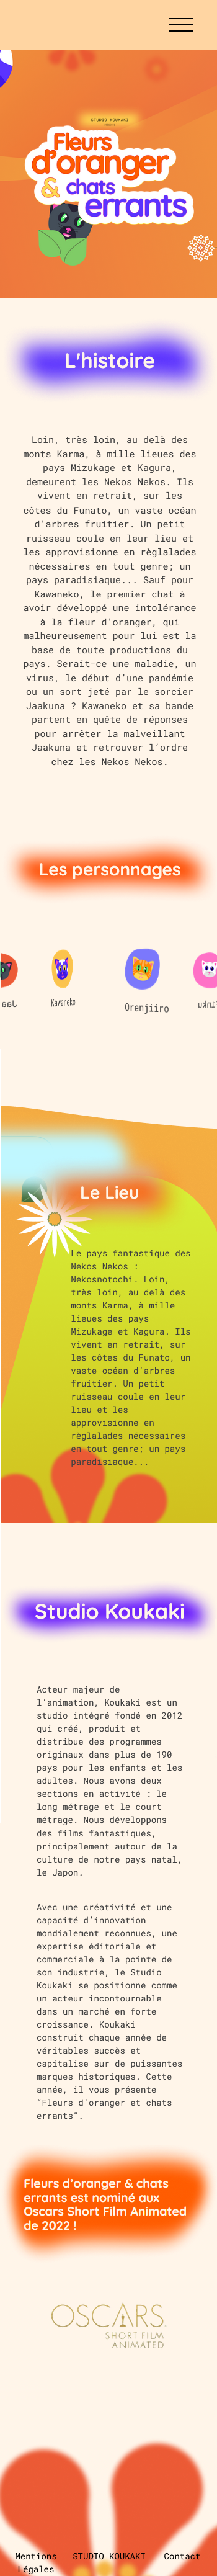 STUDIO KOUKAKI
Fleurs
d'oranger
& chats
errants
L'histoire
Loin, très loin, au delà des
monts Karma, à mille lieues des
pays Mizukage et Kagura,
demeurent les Nekos Nekos. Ils
vivent en retrait, sur les
côtes du Funato, un vaste océan
d’arbres fruitier. Un petit
ruisseau coule en leur lieu et
les approvisionne en règlalades
nécessaires en tout genre; un
pays paradisiaque... Sauf pour
Kawaneko, le premier chat à
avoir développé une intolérance
à la fleur d’oranger, qui
malheureusement pour lui est la
base de toute productions du
pays. Serait-ce une maladie, un
virus, le début d’une pandémie
ou un sort jeté par le sorcier
Jaakuna ? Kawaneko et sa bande
partent en quête de réponses
pour arrêter la malveillant
Jaakuna et retrouver l’ordre
chez les Nekos Nekos.
Les personnages
Kawaneko
Orenjiiro
Le Lieu
Le pays fantastique des
Nekos Nekos :
Nekosnotochi. Loin,
très loin, au delà des
monts Karma, à mille
lieues des pays
Mizukage et Kagura. Ils
vivent en retrait, sur
les côtes du Funato, un
vaste océan d’arbres
fruitier. Un petit
ruisseau coule en leur
lieu et les
approvisionne en
règlalades nécessaires
en tout genre; un pays
paradisiaque...
Studio Koukaki
Acteur majeur de
l’animation, Koukaki est un
studio intégré fondé en 2012
qui créé, produit et
distribue des programmes
originaux dans plus de 190
pays pour les enfants et les
adultes. Nous avons deux
sections en activité : le
long métrage et le court
métrage. Nous développons
des films fantastiques,
principalement autour de la
culture de notre pays natal,
le Japon.
Avec une créativité et une
capacité d’innovation
mondialement reconnues, une
expertise éditoriale et
commerciale à la pointe de
son industrie, le Studio
Koukaki se positionne comme
un acteur incontournable
dans un marché en forte
croissance. Koukaki
construit chaque année de
véritables succès et
capitalise sur de puissantes
marques historiques. Cette
année, il vous présente
“Fleurs d’oranger et chats
errants”.
Fleurs d’oranger & chats
errants est nominé aux
Oscars Short Film Animated
de 2022 !
OSCARS.
SHORT FILM
ANIMATED
Mentions STUDIO KOUKAKI Contact
Légales